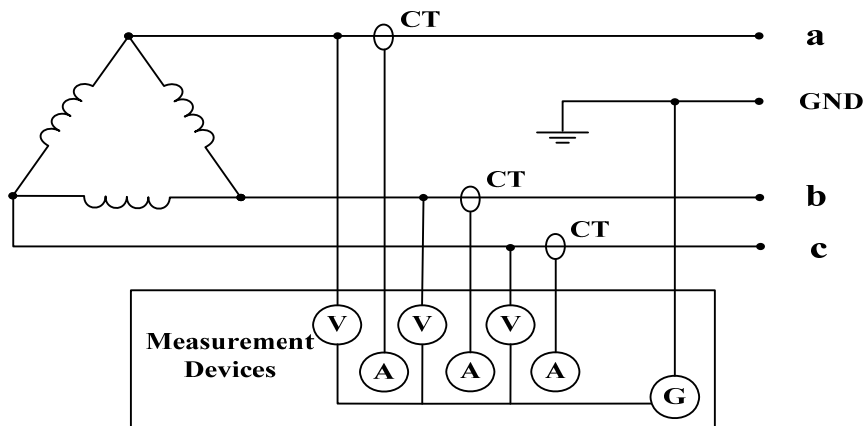 CT
a
GND
CT
b
CT
c
V V V
Measurement
Devices
A A A
G